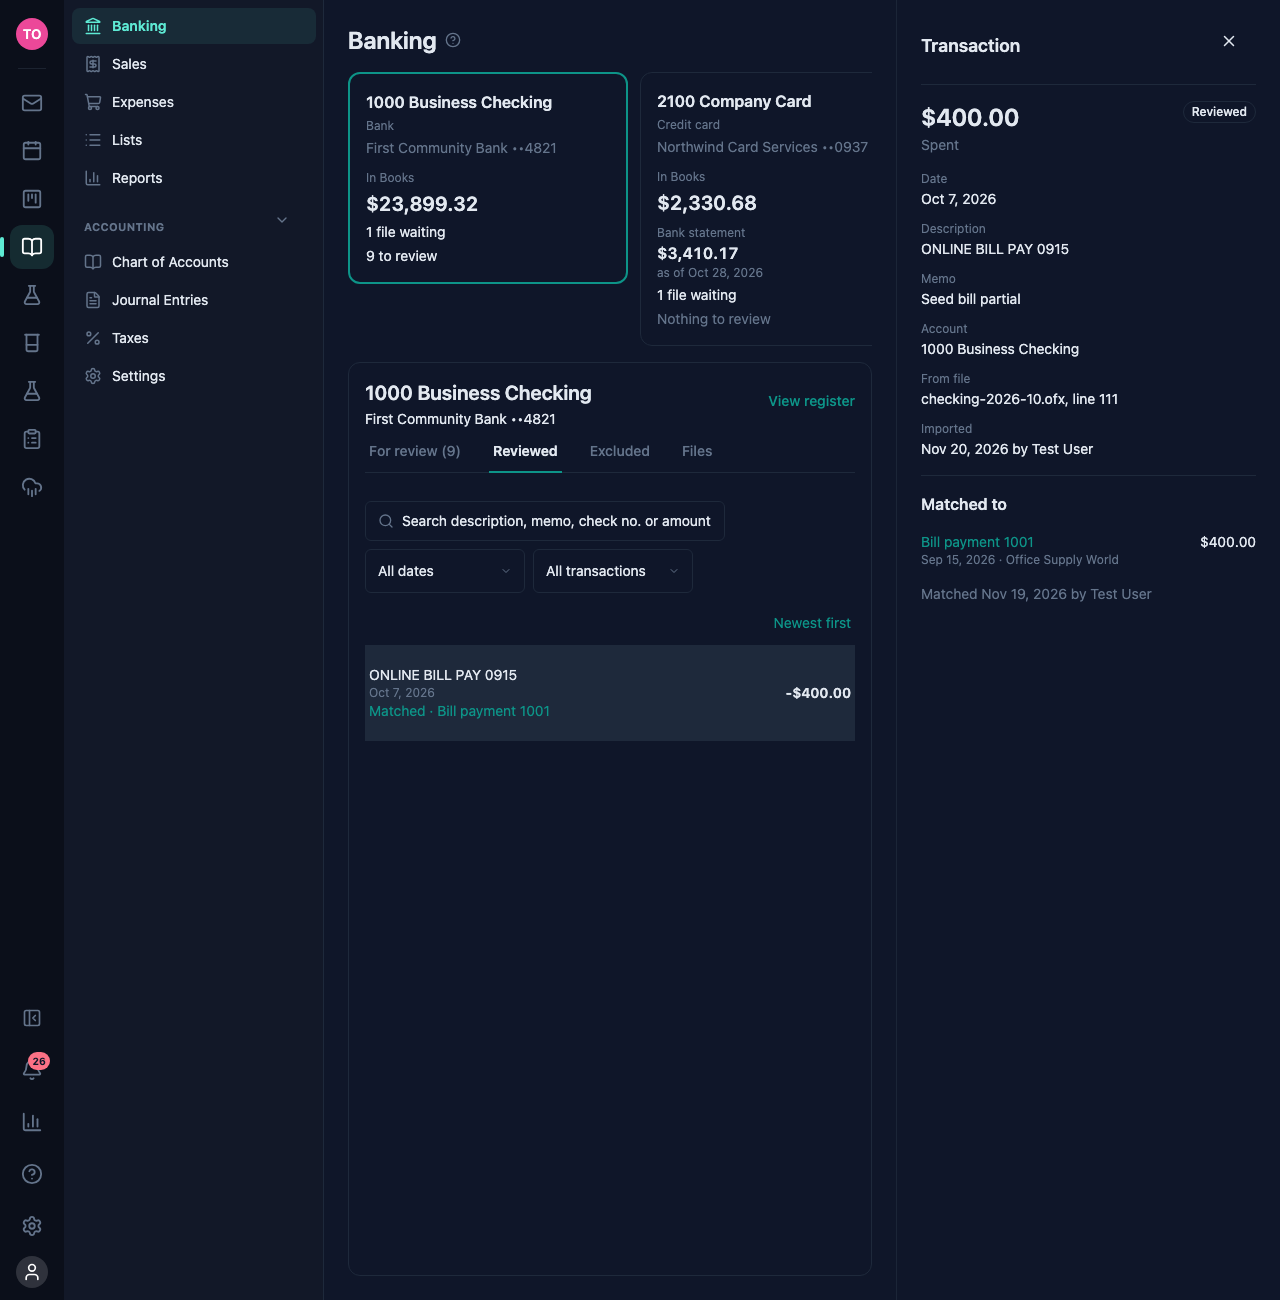 TO
Banking
Sales
Expenses
Lists
Reports
ACCOUNTING
Chart of Accounts
Journal Entries
Taxes
Settings
26
Banking
1000 Business Checking
Bank
First Community Bank ••4821
In Books
$23,899.32
1 file waiting
9 to review
2100 Company Card
Credit card
Northwind Card Services ••0937
In Books
$2,330.68
Bank statement
$3,410.17
as of Oct 28, 2026
1 file waiting
Nothing to review
1000 Business Checking
First Community Bank ••4821
View register
For review (9) Reviewed Excluded Files
Search description, memo, check no. or amount
All dates All transactions
Newest first
ONLINE BILL PAY 0915
Oct 7, 2026
-$400.00
Matched · Bill payment 1001
Transaction
$400.00
Reviewed
Spent
Date
Oct 7, 2026
Description
ONLINE BILL PAY 0915
Memo
Seed bill partial
Account
1000 Business Checking
From file
checking-2026-10.ofx, line 111
Imported
Nov 20, 2026 by Test User
Matched to
Bill payment 1001 $400.00
Sep 15, 2026 · Office Supply World
Matched Nov 19, 2026 by Test User